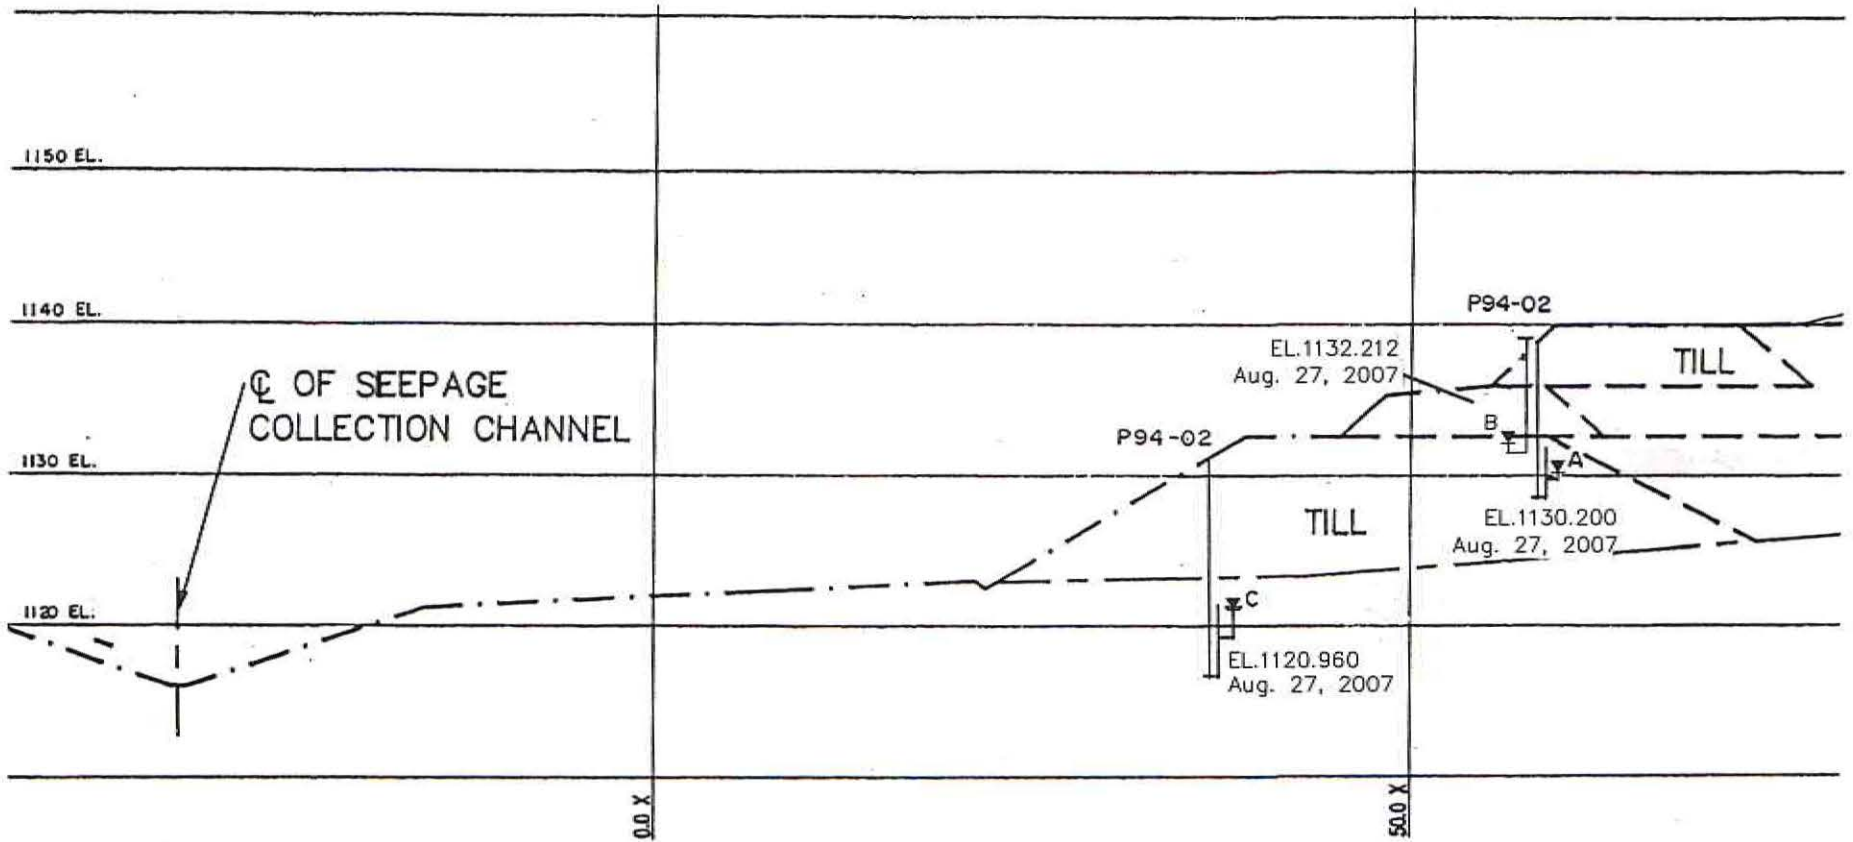 1150 EL.
1140 EL.
P94-02
EL.1132.212
Aug. 27, 2007
TILL
℄ OF SEEPAGE
COLLECTION CHANNEL
B
P94-02
1130 EL.
A
TILL
EL.1130.200
Aug. 27, 2007
1120 EL.
C
EL.1120.960
Aug. 27, 2007
0.0 X
50.0 X